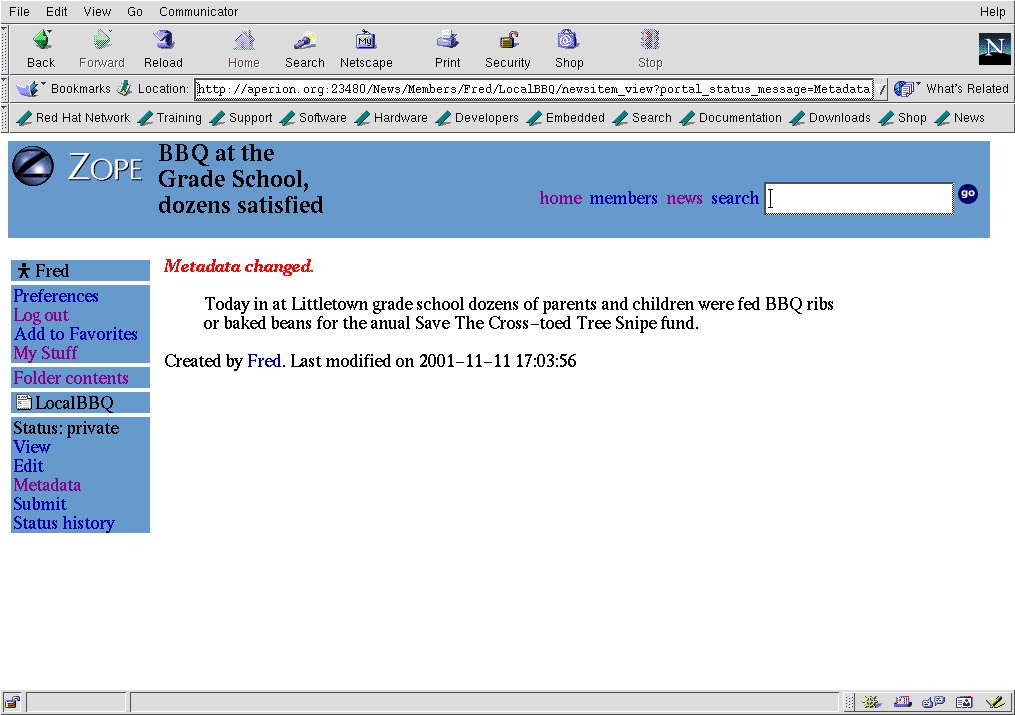 File Edit View Go Communicator Help
Back Forward Reload Home Search Netscape Print Security Shop Stop
My
N
Bookmarks Location: http://aperion.org:23480/News/Members/Fred/LocalBBQ/newsitem_view?portal_status_message=Metadata What's Related
Red Hat Network Training Support Software Hardware Developers Embedded Search Documentation Downloads Shop News
ZOPE
BBQ at the
Grade School,
dozens satisfied
home members news search go
Fred
Preferences
Log out
Add to Favorites
My Stuff
Folder contents
LocalBBQ
Status: private
View
Edit
Metadata
Submit
Status history
Metadata changed.
Today in at Littletown grade school dozens of parents and children were fed BBQ ribs
or baked beans for the anual Save The Cross-toed Tree Snipe fund.
Created by Fred. Last modified on 2001-11-11 17:03:56